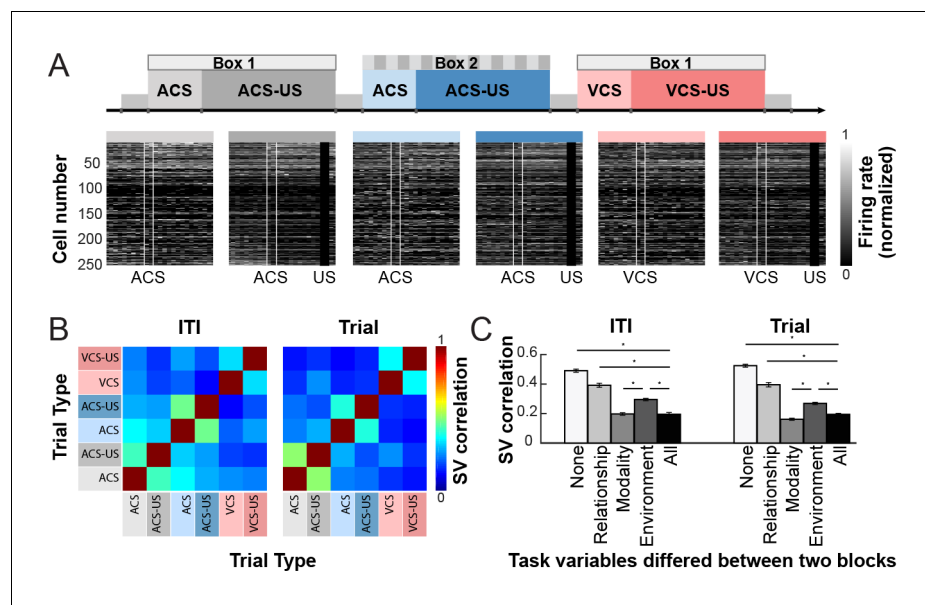 A
Box 1
Box 2
Box 1
ACS
ACS-US
ACS
ACS-US
VCS
VCS-US
Cell number
50
100
150
200
250
ACS
ACS
US
ACS
ACS
US
VCS
VCS
US
1
0
Firing rate
(normalized)
B
ITI
Trial
Trial Type
VCS-US
VCS
ACS-US
ACS
ACS-US
ACS
ACS
ACS-US
ACS
ACS-US
VCS
VCS-US
ACS
ACS-US
ACS
ACS-US
VCS
VCS-US
Trial Type
1
0
SV correlation
C
ITI
Trial
SV correlation
0.6
0.4
0.2
0
None
Relationship
Modality
Environment
All
None
Relationship
Modality
Environment
All
Task variables differed between two blocks